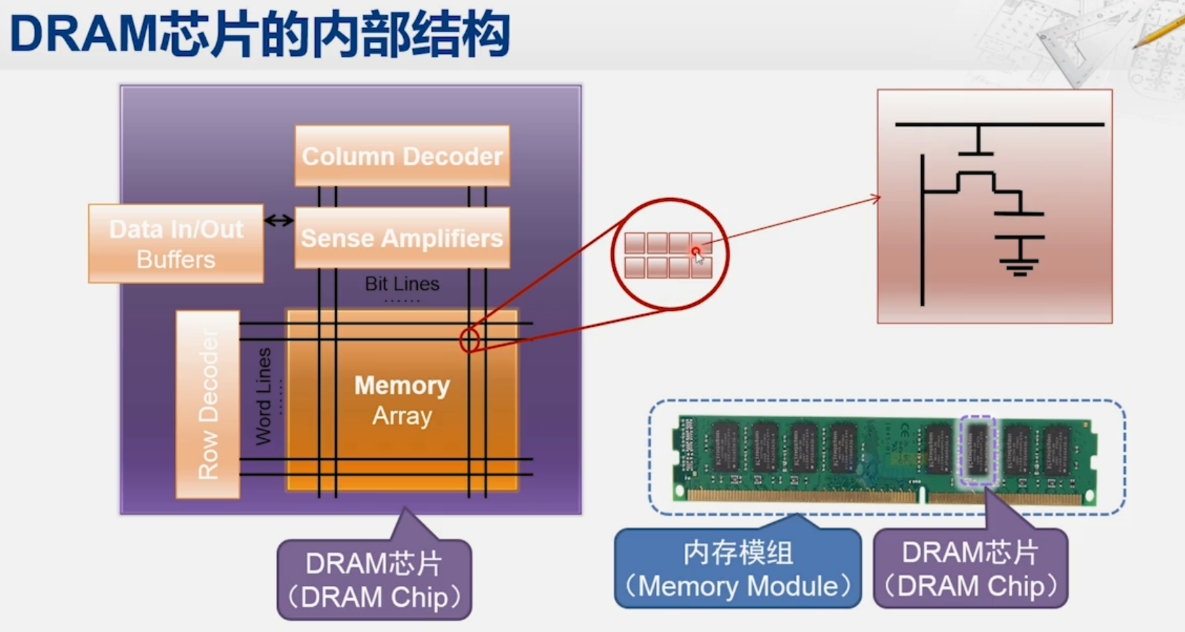 DRAM芯片的内部结构
Column Decoder
Data In/Out
Buffers
Sense Amplifiers
Bit Lines
......
Row Decoder
Word Lines
......
Memory
Array
DRAM芯片
（DRAM Chip）
内存模组
（Memory Module）
DRAM芯片
（DRAM Chip）